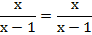 x/(x − 1) = x/(x − 1)